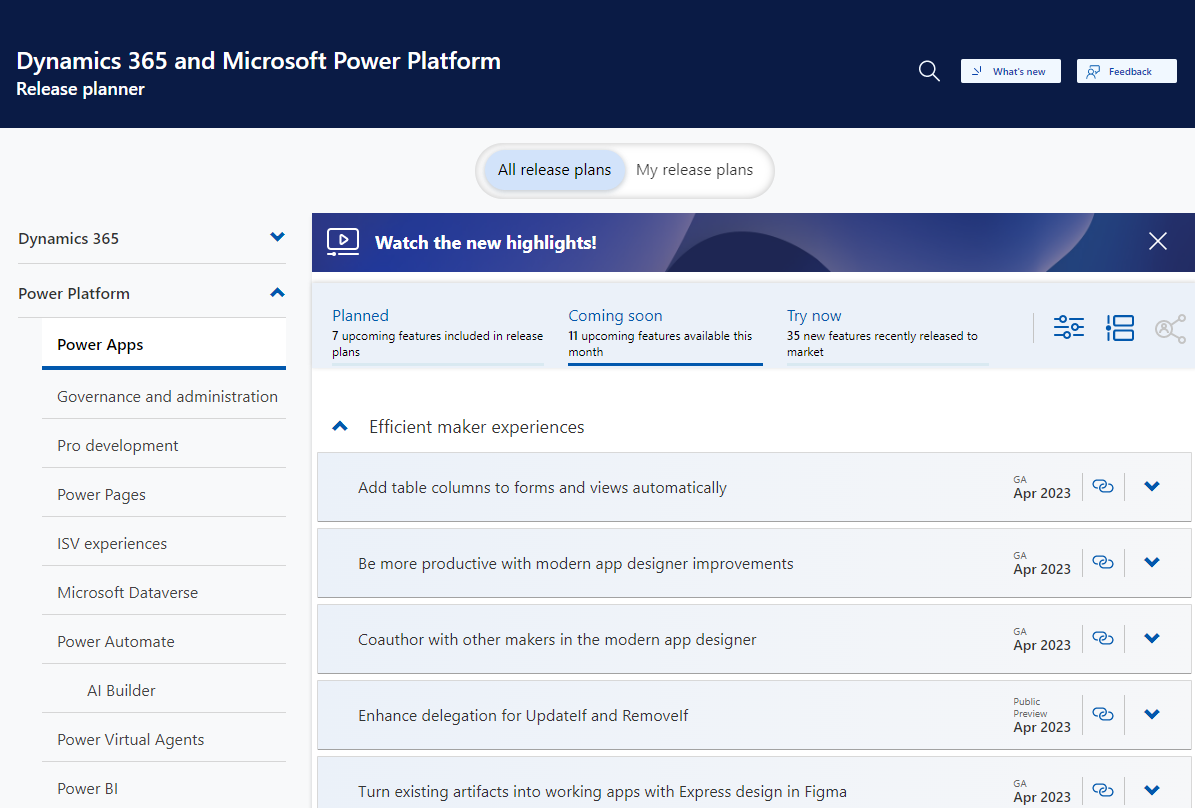 Dynamics 365 and Microsoft Power Platform
Release planner
What's new
Feedback
All release plans
My release plans
Dynamics 365
Power Platform
Power Apps
Governance and administration
Pro development
Power Pages
ISV experiences
Microsoft Dataverse
Power Automate
AI Builder
Power Virtual Agents
Power BI
Watch the new highlights!
Planned
7 upcoming features included in release
plans
Coming soon
11 upcoming features available this
month
Try now
35 new features recently released to
market
Efficient maker experiences
Add table columns to forms and views automatically
GA
Apr 2023
Be more productive with modern app designer improvements
GA
Apr 2023
Coauthor with other makers in the modern app designer
GA
Apr 2023
Enhance delegation for UpdateIf and RemoveIf
Public
Preview
Apr 2023
Turn existing artifacts into working apps with Express design in Figma
GA
Apr 2023